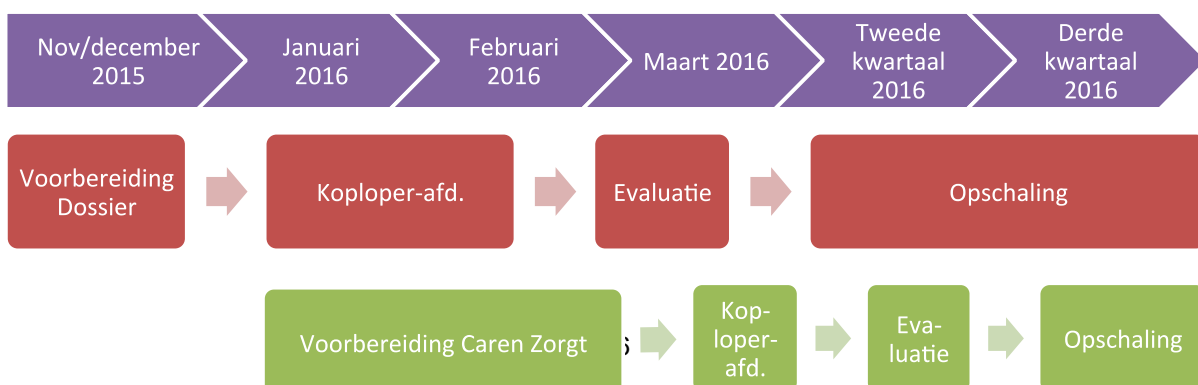 Nov/december
2015
Januari
2016
Februari
2016
Maart 2016
Tweede
kwartaal
2016
Derde
kwartaal
2016
Voorbereiding
Dossier
Koploper-afd.
Evaluatie
Opschaling
Voorbereiding Caren Zorgt
Kop-
loper-
afd.
Eva-
luatie
Opschaling